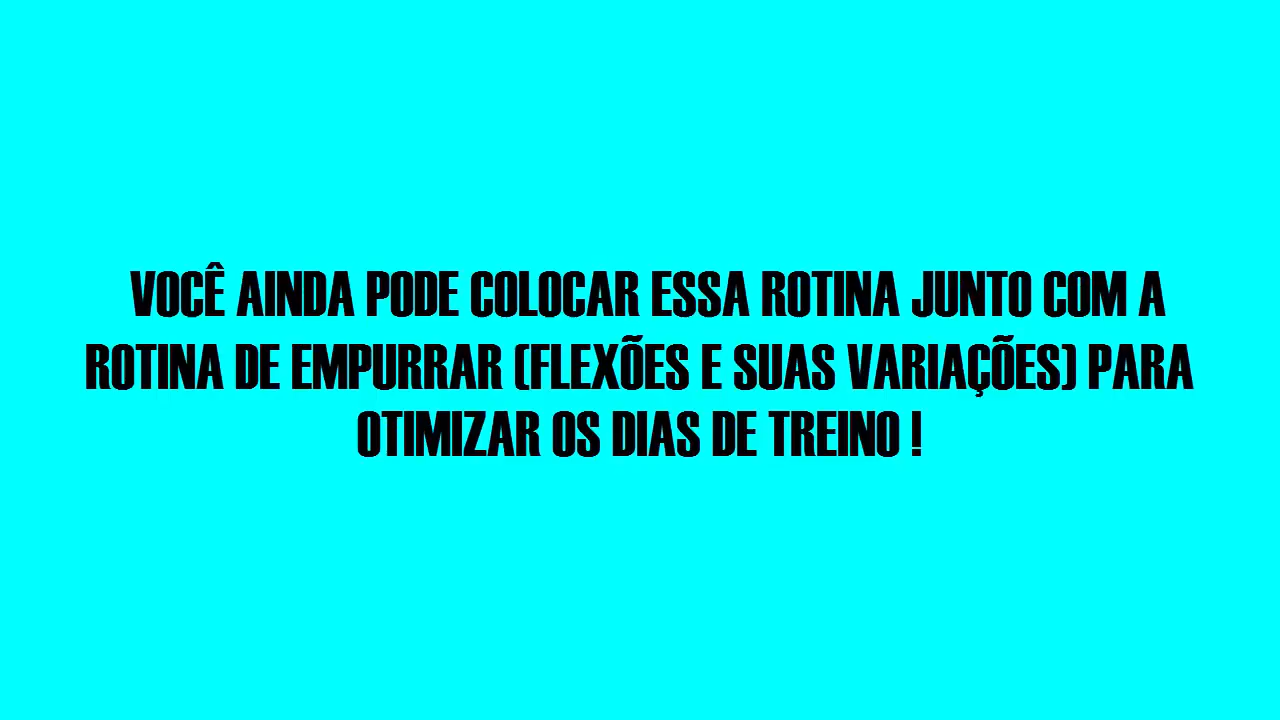 VOCÊ AINDA PODE COLOCAR ESSA ROTINA JUNTO COM A
ROTINA DE EMPURRAR (FLEXÕES E SUAS VARIAÇÕES) PARA
OTIMIZAR OS DIAS DE TREINO !